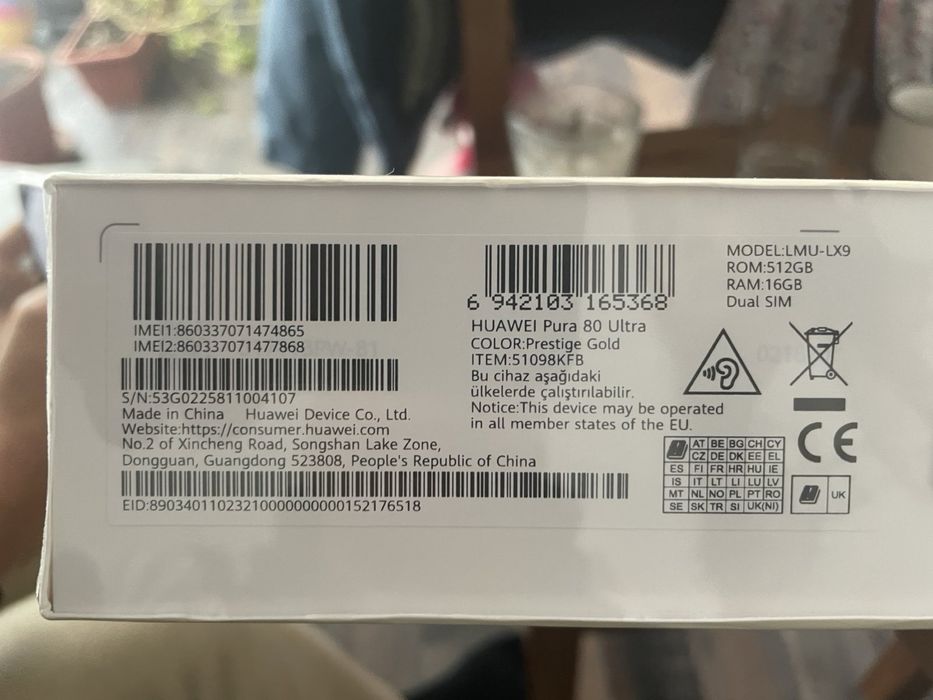 IMEI1:860337071474865
IMEI2:860337071477868
S/N:53G0225811004107
Made in China Huawei Device Co., Ltd.
Website:https://consumer.huawei.com
No.2 of Xincheng Road, Songshan Lake Zone,
Dongguan, Guangdong 523808, People's Republic of China
EID:89034011023210000000000152176518
6 942103 165368
HUAWEI Pura 80 Ultra
COLOR:Prestige Gold
ITEM:51098KFB
Bu cihaz aşağıdaki
ülkelerde çalıştırılabilir.
Notice:This device may be operated
in all member states of the EU.
MODEL:LMU-LX9
ROM:512GB
RAM:16GB
Dual SIM
CE
AT BE BG CH CY
CZ DE DK EE EL
ES FI FR HR HU IE
IS IT LT LI LU LV
MT NL NO PL PT RO
SE SK TR SI UK(NI)
UK